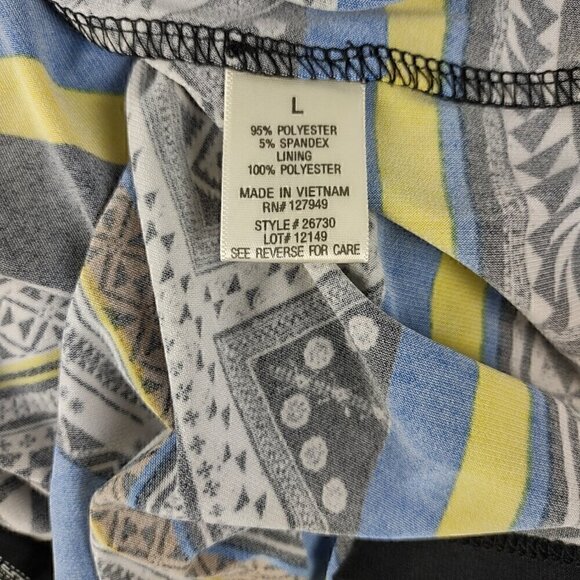 L
95% POLYESTER
5% SPANDEX
LINING
100% POLYESTER
MADE IN VIETNAM
RN# 127949
STYLE# 26730
LOT# 12149
SEE REVERSE FOR CARE